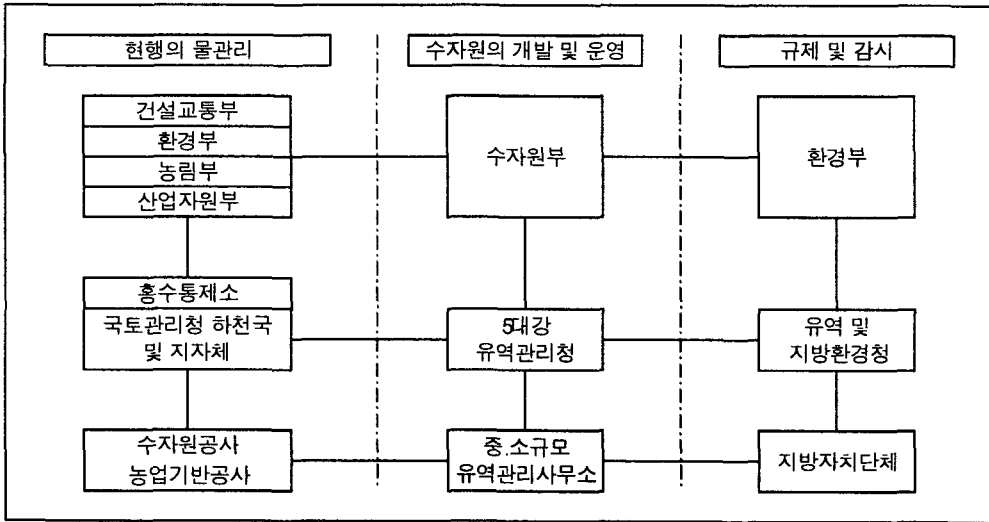 현행의 물관리
수자원의 개발 및 운영
규제 및 감시
건설교통부
환경부
농림부
산업자원부
수자원부
환경부
홍수통제소
국토관리청 하천국
및 지자체
5대강
유역관리청
유역 및
지방환경청
수자원공사
농업기반공사
중.소규모
유역관리사무소
지방자치단체